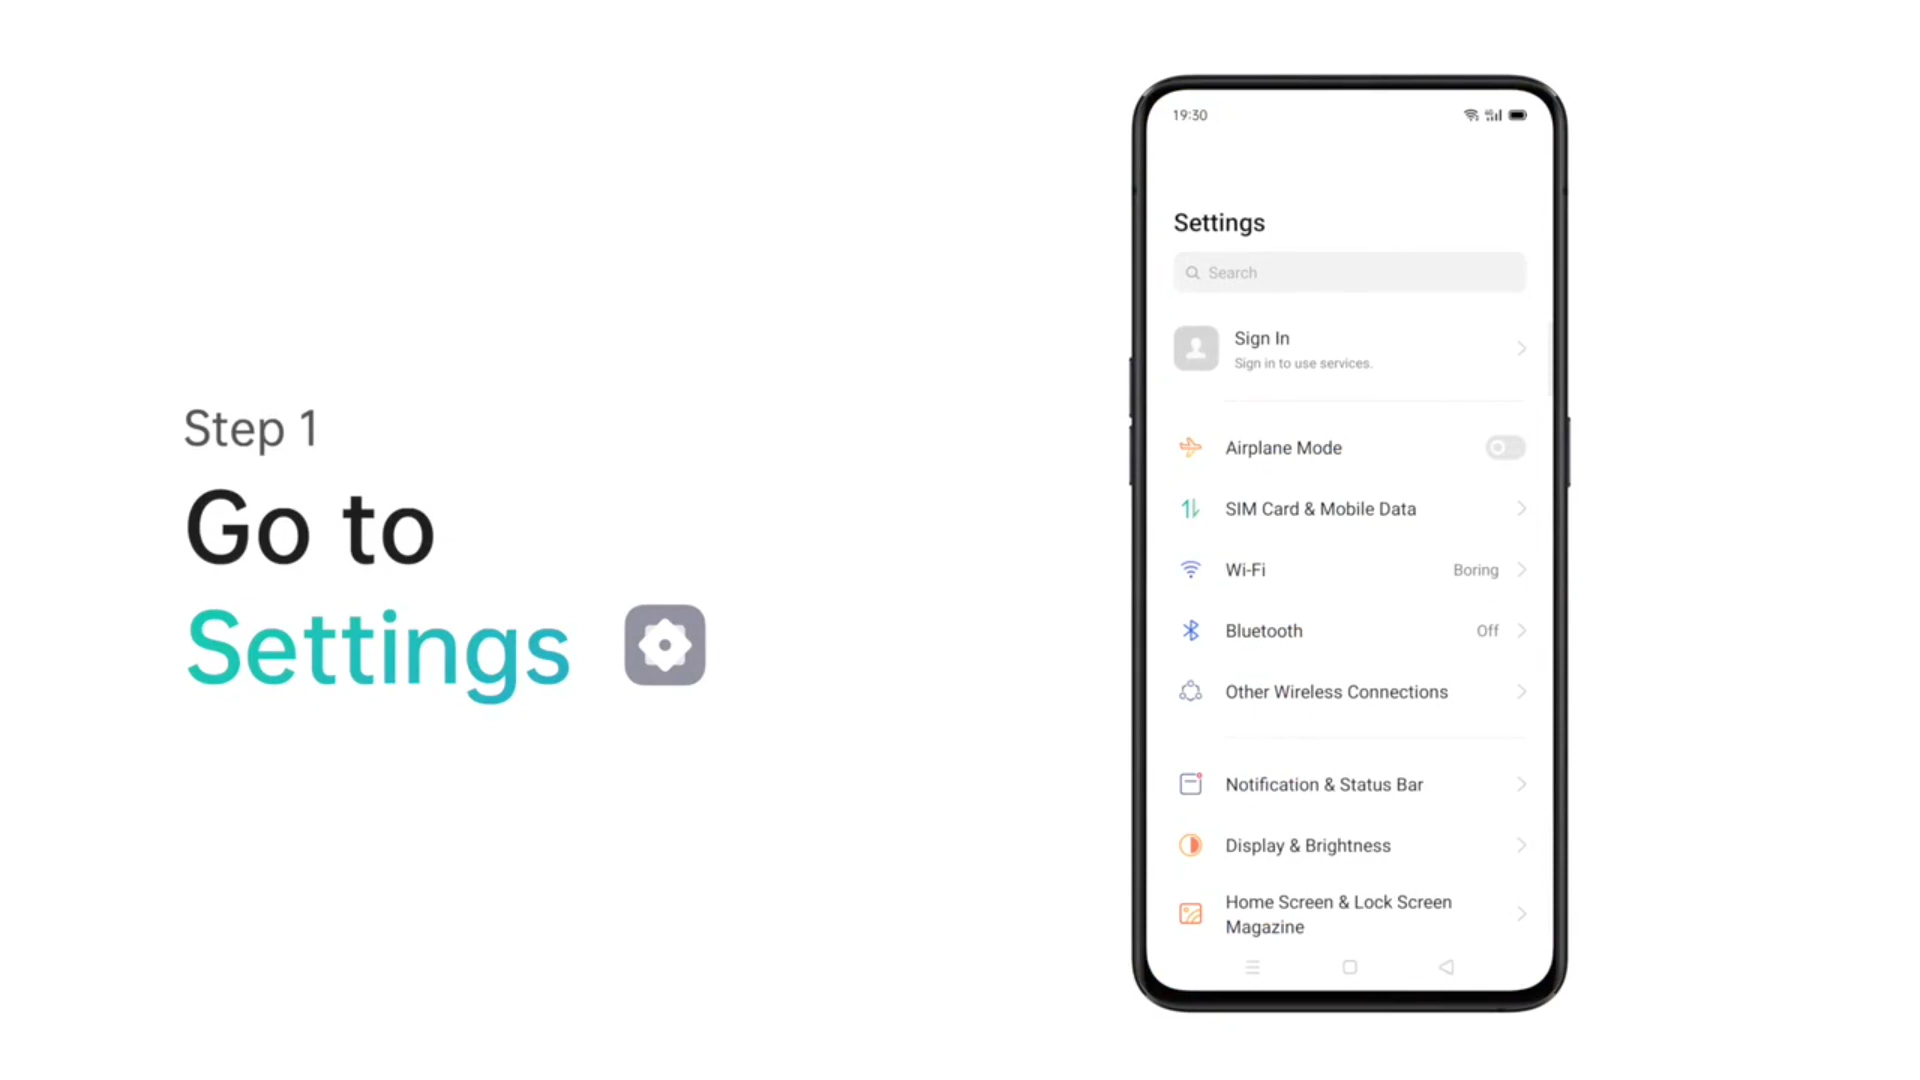 Step 1
Go to
Settings
19:30
Settings
Search
Sign In
Sign in to use services.
Airplane Mode
SIM Card & Mobile Data
Wi-Fi Boring
Bluetooth Off
Other Wireless Connections
Notification & Status Bar
Display & Brightness
Home Screen & Lock Screen
Magazine